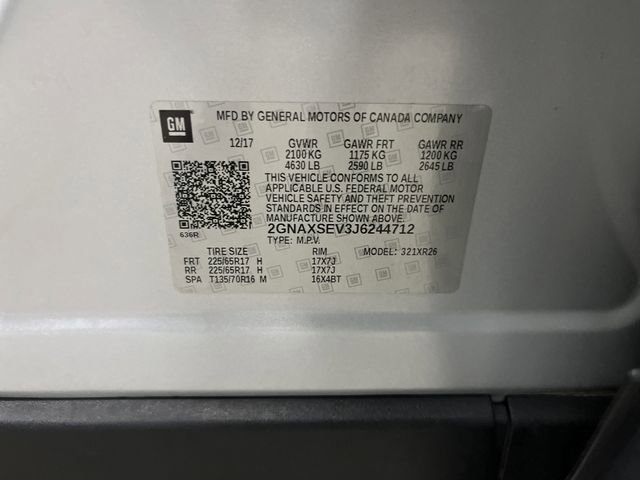 GM
MFD BY GENERAL MOTORS OF CANADA COMPANY
12/17 GVWR GAWR FRT GAWR RR
2100 KG 1175 KG 1200 KG
4630 LB 2590 LB 2645 LB
THIS VEHICLE CONFORMS TO ALL
APPLICABLE U.S. FEDERAL MOTOR
VEHICLE SAFETY AND THEFT PREVENTION
STANDARDS IN EFFECT ON THE DATE OF
MANUFACTURE SHOWN ABOVE.
636R 2GNAXSEV3J6244712
TYPE: M.P.V.
TIRE SIZE RIM MODEL: 321XR26
FRT 225/65R17 H 17X7J
RR 225/65R17 H 17X7J
SPA T135/70R16 M 16X4BT